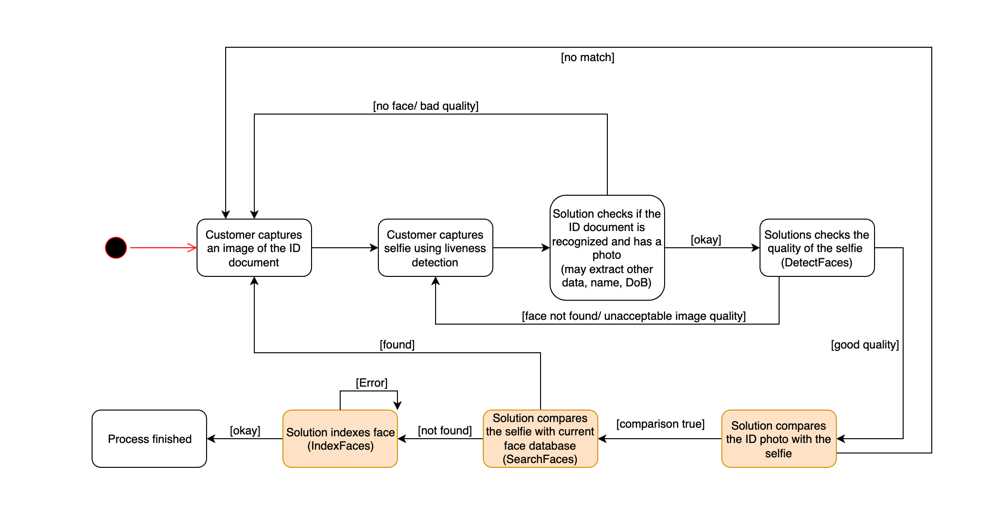 [no match]
[no face/ bad quality]
Customer captures
an image of the ID
document
Customer captures
selfie using liveness
detection
Solution checks if the
ID document is
recognized and has a
photo
(may extract other
data, name, DoB)
[okay]
Solutions checks the
quality of the selfie
(DetectFaces)
[face not found/ unacceptable image quality]
[found]
[good quality]
[Error]
Process finished
[okay]
Solution indexes face
(IndexFaces)
[not found]
Solution compares
the selfie with current
face database
(SearchFaces)
[comparison true]
Solution compares
the ID photo with the
selfie